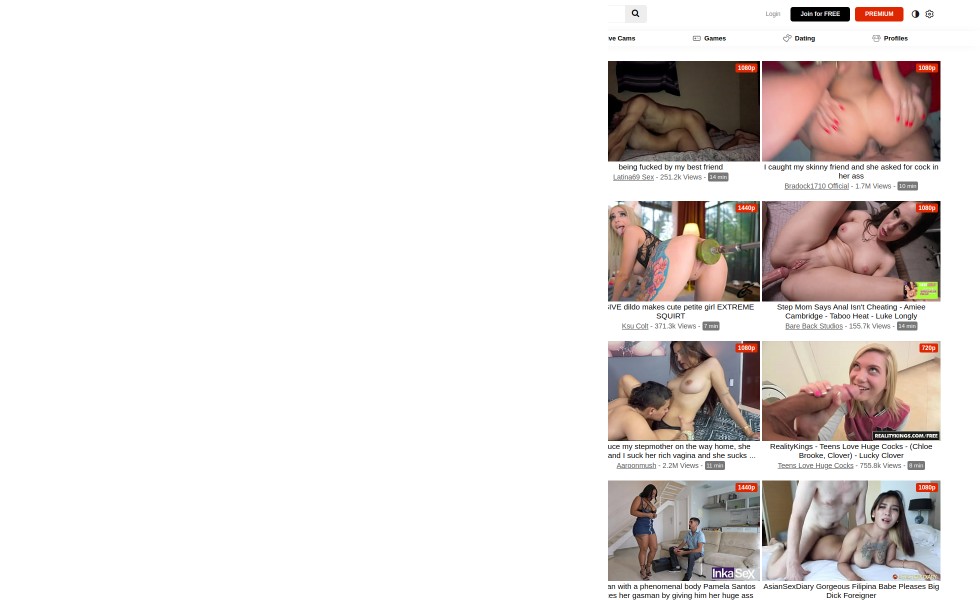 Login Join for FREE PREMIUM
ve Cams Games Dating Profiles
1080p 1080p
being fucked by my best friend
Latina69 Sex - 251.2k Views - 14 min
I caught my skinny friend and she asked for cock in
her ass
Bradock1710 Official - 1.7M Views - 10 min
1440p 1080p
IVE dildo makes cute petite girl EXTREME
SQUIRT
Ksu Colt - 371.3k Views - 7 min
Step Mom Says Anal Isn't Cheating - Amiee
Cambridge - Taboo Heat - Luke Longly
Bare Back Studios - 155.7k Views - 14 min
1080p 720p
REALITYKINGS.COM/FREE
uce my stepmother on the way home, she
and I suck her rich vagina and she sucks ...
Aaroonmush - 2.2M Views - 11 min
RealityKings - Teens Love Huge Cocks - (Chloe
Brooke, Clover) - Lucky Clover
Teens Love Huge Cocks - 755.8k Views - 8 min
1440p 1080p
InkaSex
an with a phenomenal body Pamela Santos
es her gasman by giving him her huge ass
AsianSexDiary Gorgeous Filipina Babe Pleases Big
Dick Foreigner